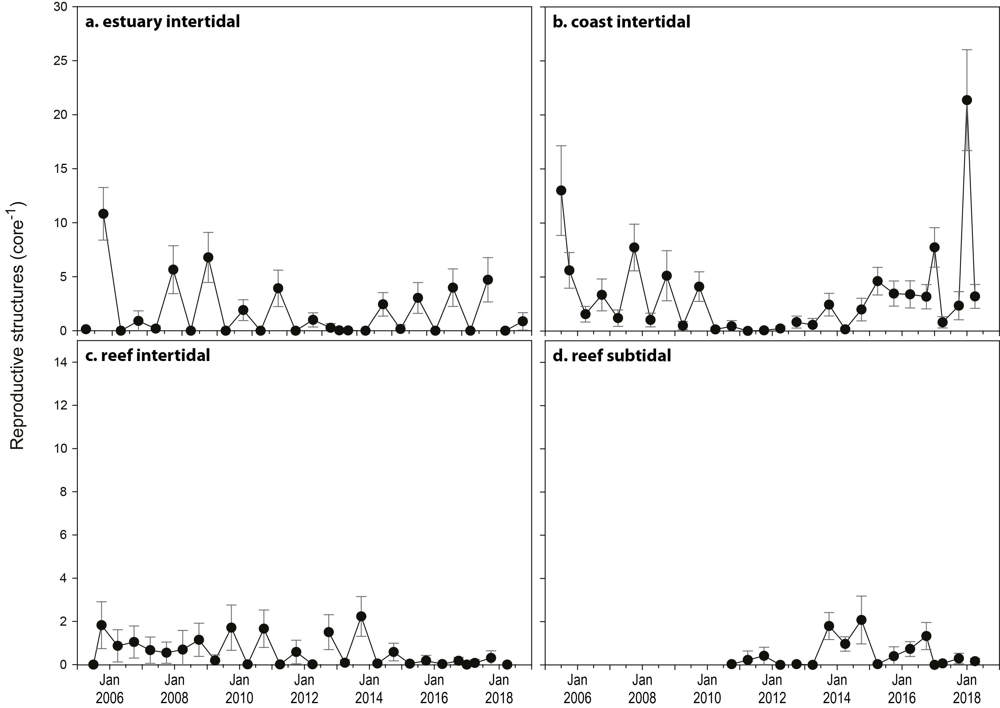 Reproductive structures (core-1)
a. estuary intertidal
30
25
20
15
10
5
0
b. coast intertidal
c. reef intertidal
14
12
10
8
6
4
2
0
d. reef subtidal
Jan Jan Jan Jan Jan Jan Jan
2006 2008 2010 2012 2014 2016 2018
Jan Jan Jan Jan Jan Jan Jan
2006 2008 2010 2012 2014 2016 2018